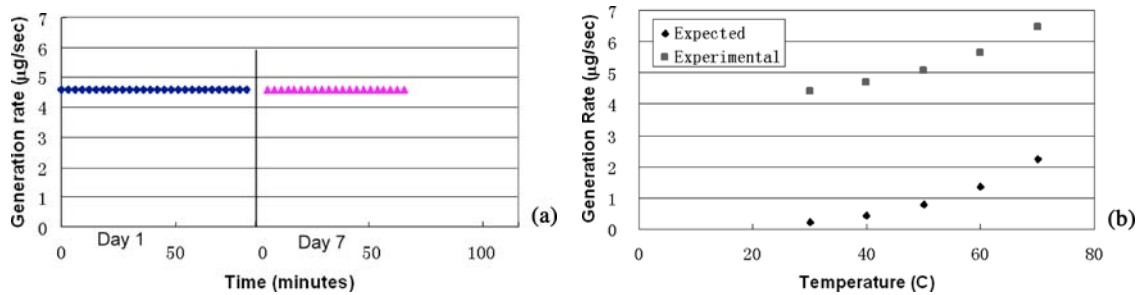 7
6
5
4
3
2
1
0
Generation rate (µg/sec)
0 50 0 50 100
Day 1 Day 7
Time (minutes)
(a)
7
6
5
4
3
2
1
0
Generation Rate (µg/sec)
Expected
Experimental
0 20 40 60 80
Temperature (C)
(b)